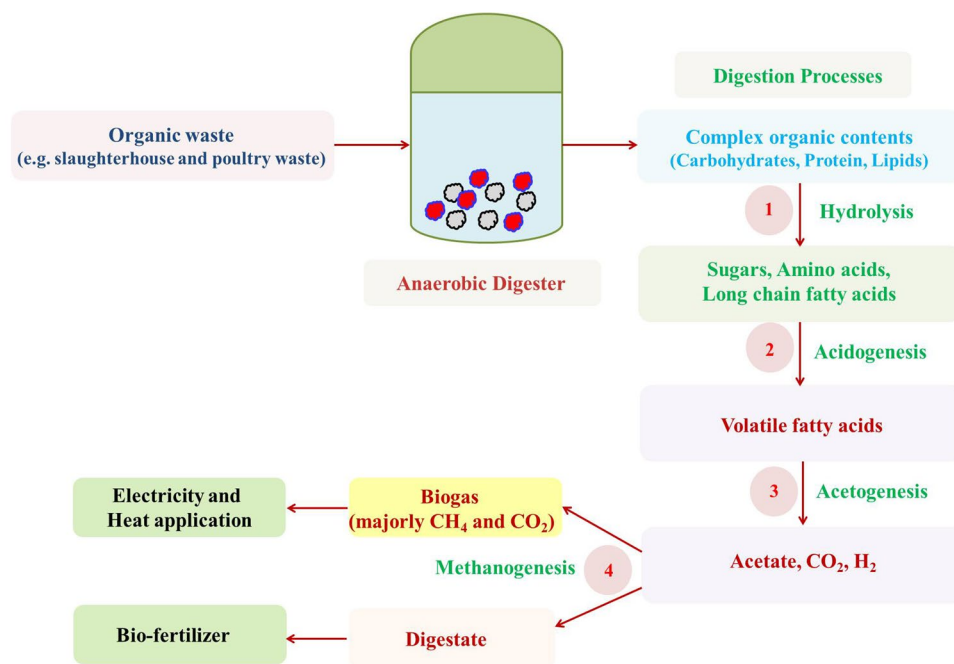 Digestion Processes
Organic waste
(e.g. slaughterhouse and poultry waste)
Complex organic contents
(Carbohydrates, Protein, Lipids)
1
Hydrolysis
Anaerobic Digester
Sugars, Amino acids,
Long chain fatty acids
2
Acidogenesis
Volatile fatty acids
3
Acetogenesis
Electricity and
Heat application
Biogas
(majorly CH₄ and CO₂)
Methanogenesis
4
Acetate, CO₂, H₂
Bio-fertilizer
Digestate